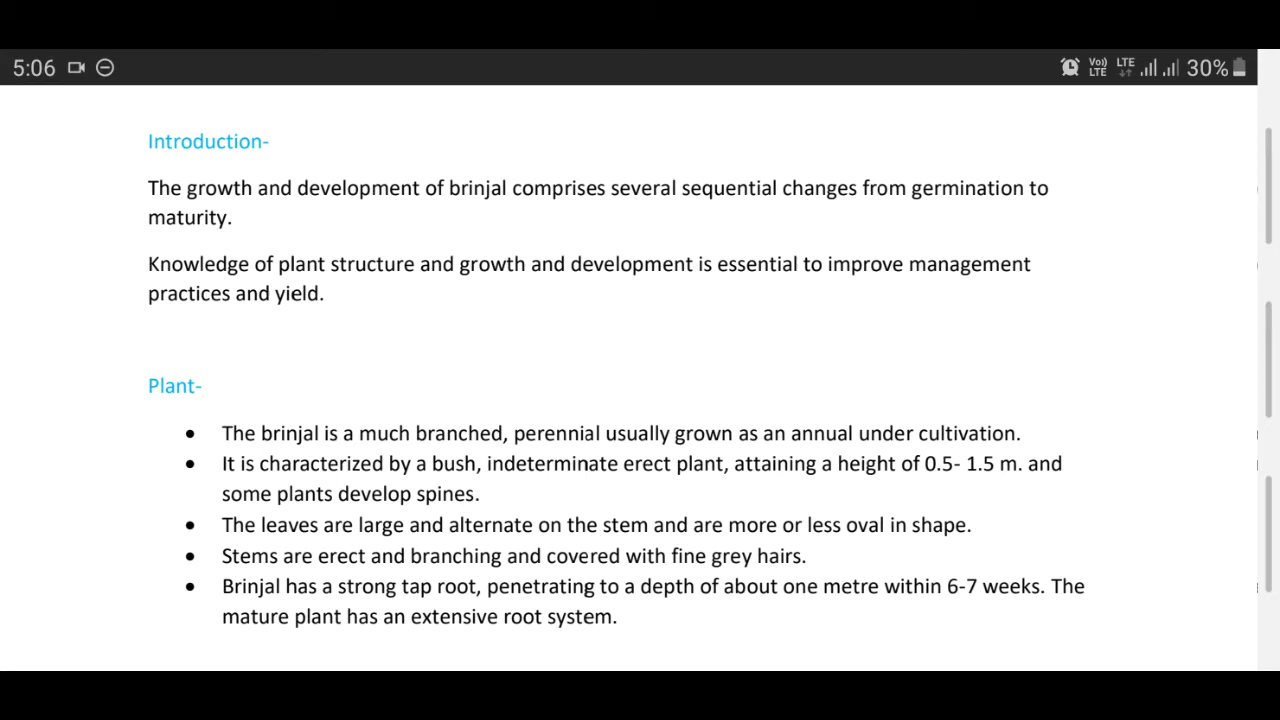 5:06
Vo)) LTE LTE 30%
Introduction-
The growth and development of brinjal comprises several sequential changes from germination to
maturity.
Knowledge of plant structure and growth and development is essential to improve management
practices and yield.
Plant-
• The brinjal is a much branched, perennial usually grown as an annual under cultivation.
• It is characterized by a bush, indeterminate erect plant, attaining a height of 0.5- 1.5 m. and
some plants develop spines.
• The leaves are large and alternate on the stem and are more or less oval in shape.
• Stems are erect and branching and covered with fine grey hairs.
• Brinjal has a strong tap root, penetrating to a depth of about one metre within 6-7 weeks. The
mature plant has an extensive root system.